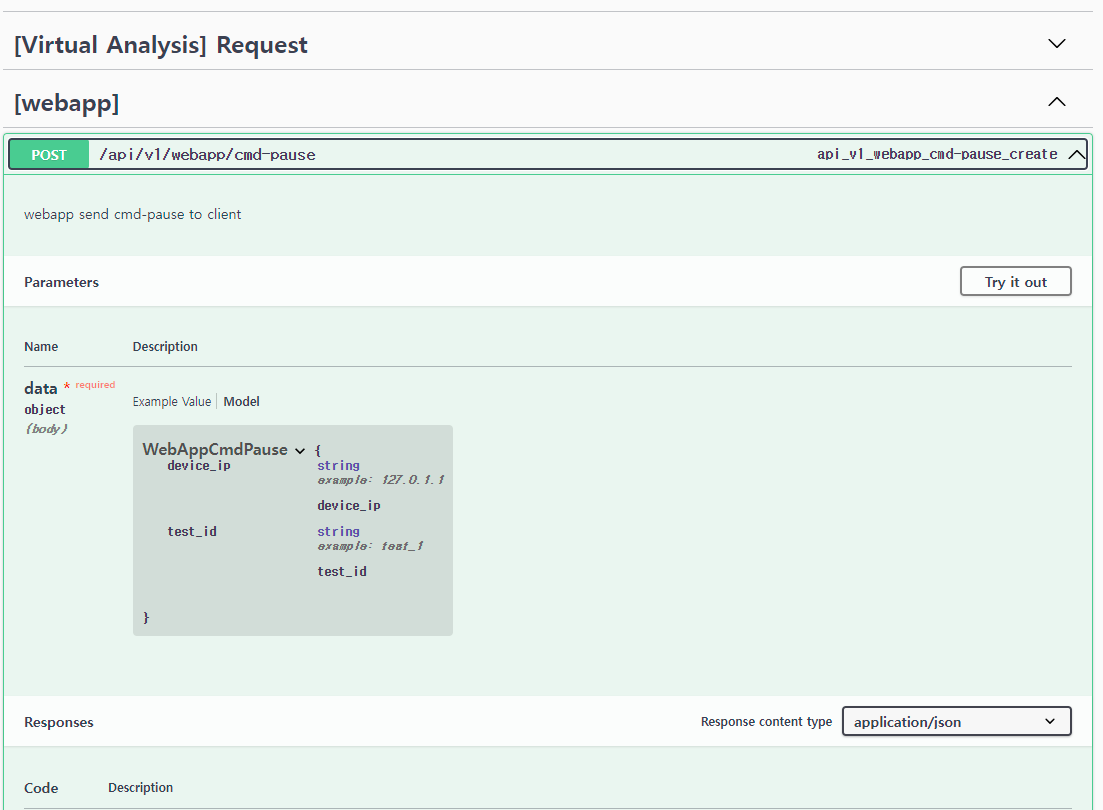 [Virtual Analysis] Request
[webapp]
POST /api/v1/webapp/cmd-pause api_v1_webapp_cmd-pause_create
webapp send cmd-pause to client
Parameters Try it out
Name Description
data * required
object
(body)
Example Value Model
WebAppCmdPause {
device_ip string
example: 127.0.1.1
device_ip
test_id string
example: test_1
test_id
}
Responses Response content type application/json
Code Description